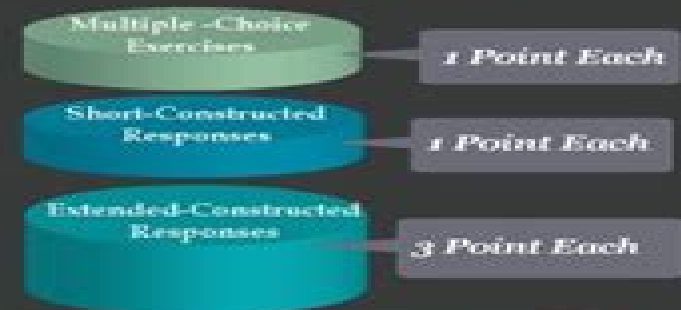 Multiple -Choice
Exercises
1 Point Each
Short-Constructed
Responses
1 Point Each
Extended-Constructed
Responses
3 Point Each